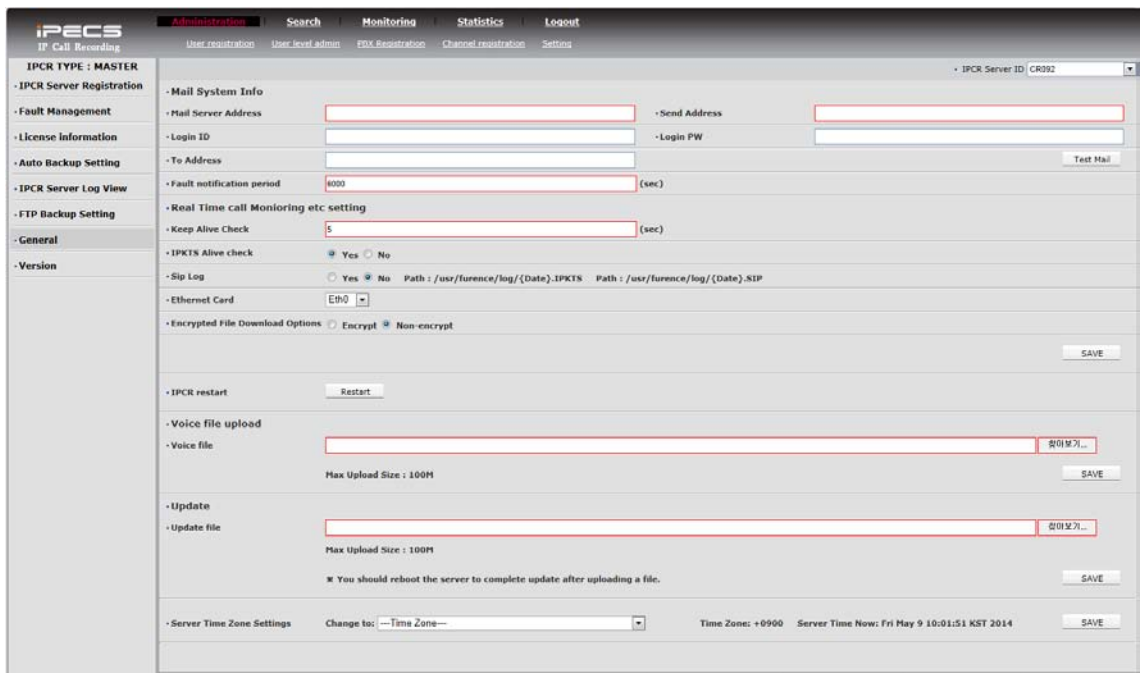 iPECS
IP Call Recording
Administration Search Monitoring Statistics Logout
User registration User level admin PBX Registration Channel registration Setting
IPCR TYPE : MASTER
IPCR Server Registration
Fault Management
License information
Auto Backup Setting
IPCR Server Log View
FTP Backup Setting
General
Version
IPCR Server ID CR092
Mail System Info
Mail Server Address Send Address
Login ID Login PW
To Address Test Mail
Fault notification period 6000 (sec)
Real Time call Monioring etc setting
Keep Alive Check 5 (sec)
IPKTS Alive check Yes No
Sip Log Yes No Path : /usr/furence/log/{Date}.IPKTS Path : /usr/furence/log/{Date}.SIP
Ethernet Card Eth0
Encrypted File Download Options Encrypt Non-encrypt
SAVE
IPCR restart Restart
Voice file upload
Voice file 찾아보기...
Max Upload Size : 100M SAVE
Update
Update file 찾아보기...
Max Upload Size : 100M
※ You should reboot the server to complete update after uploading a file. SAVE
Server Time Zone Settings Change to: ---Time Zone--- Time Zone: +0900 Server Time Now: Fri May 9 10:01:51 KST 2014 SAVE